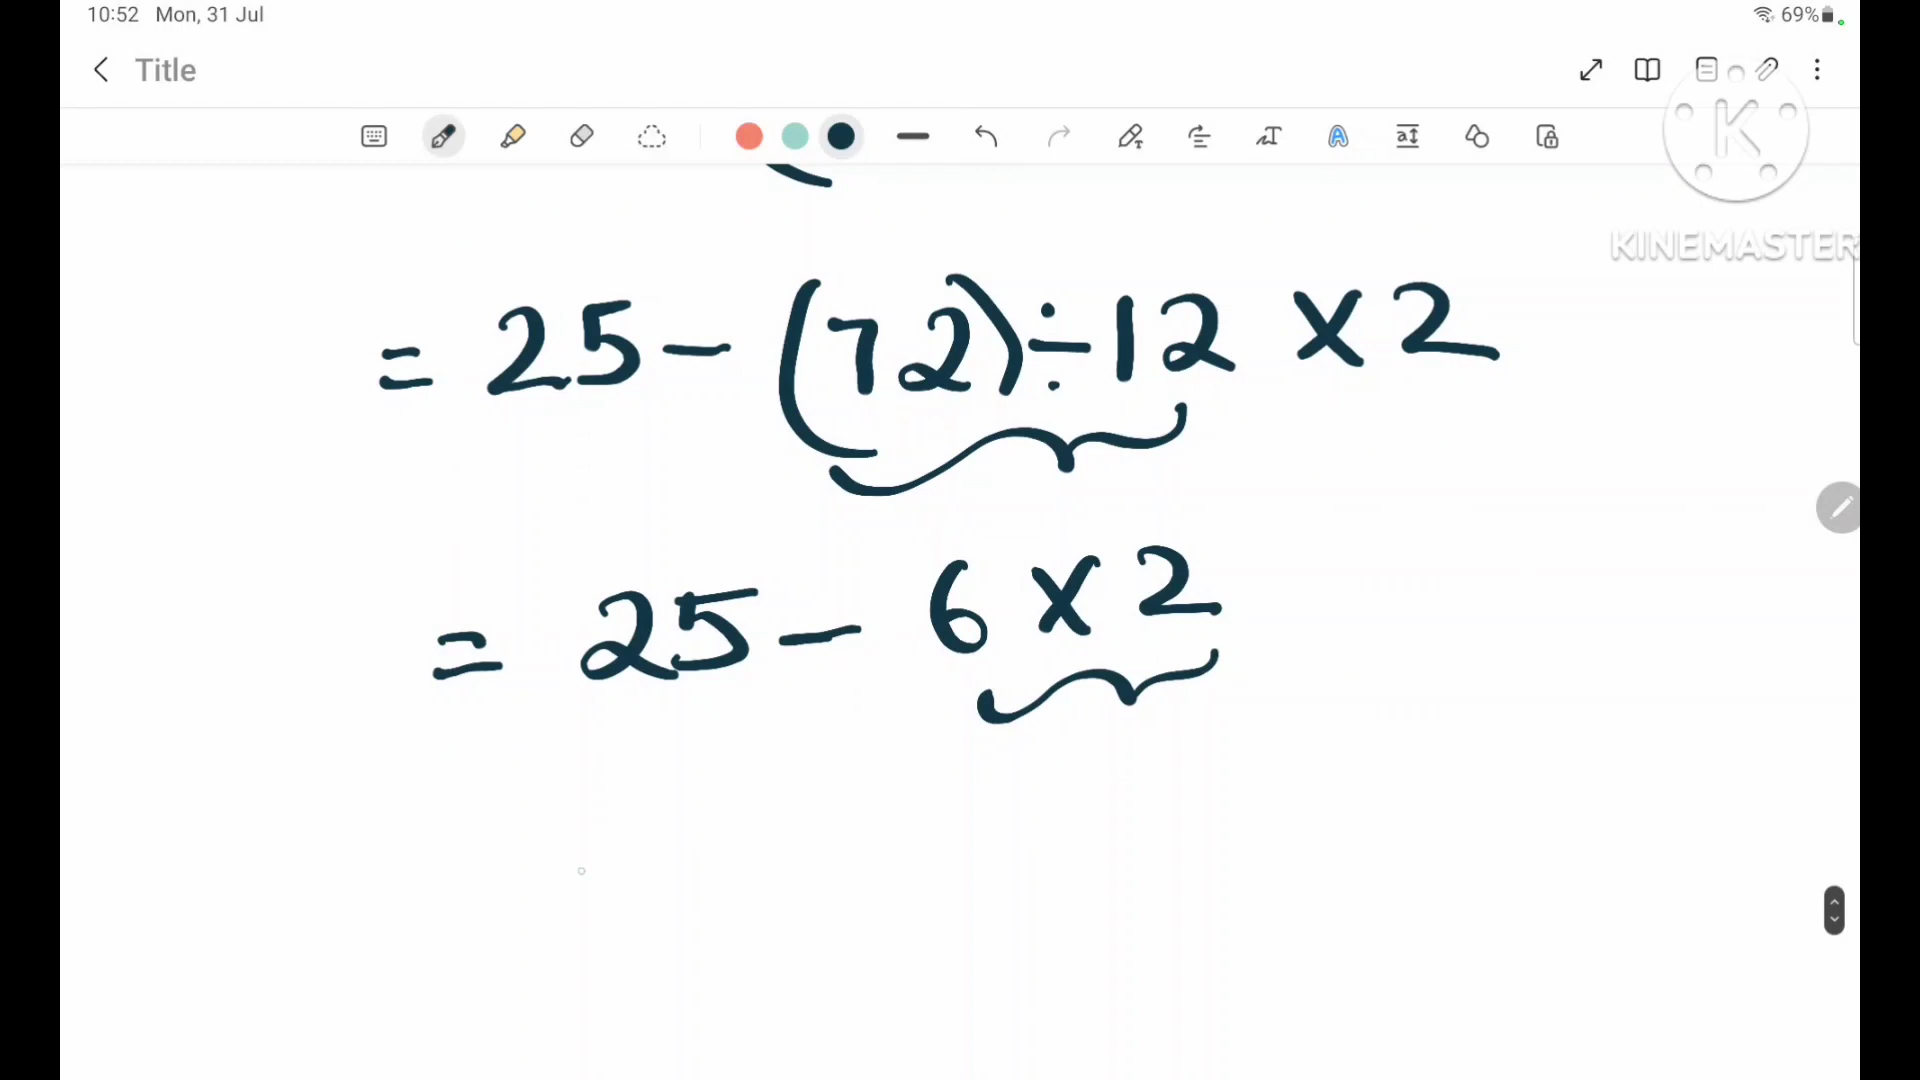 10:52 Mon, 31 Jul 69%
Title
K
KINEMASTER
= 25 - (72) ÷ 12 × 2
= 25 - 6 × 2